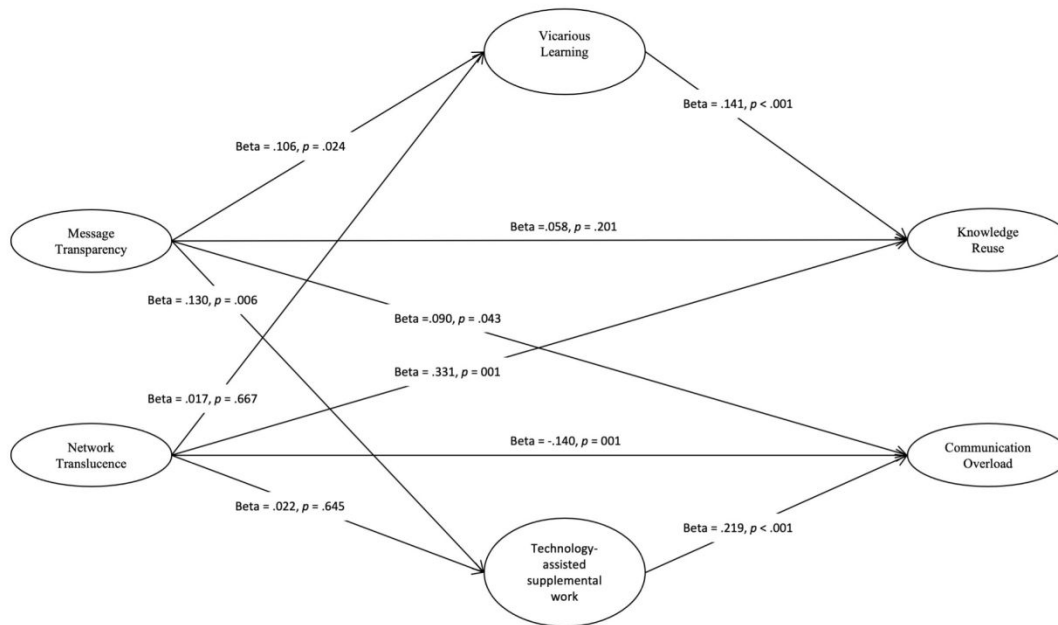 Vicarious
Learning
Beta = .141, p < .001
Beta = .106, p = .024
Message
Transparency
Beta =.058, p = .201
Knowledge
Reuse
Beta = .130, p = .006
Beta =.090, p = .043
Beta = .331, p = 001
Beta = .017, p = .667
Network
Translucence
Beta = -.140, p = 001
Communication
Overload
Beta = .022, p = .645
Beta = .219, p < .001
Technology-
assisted
supplemental
work